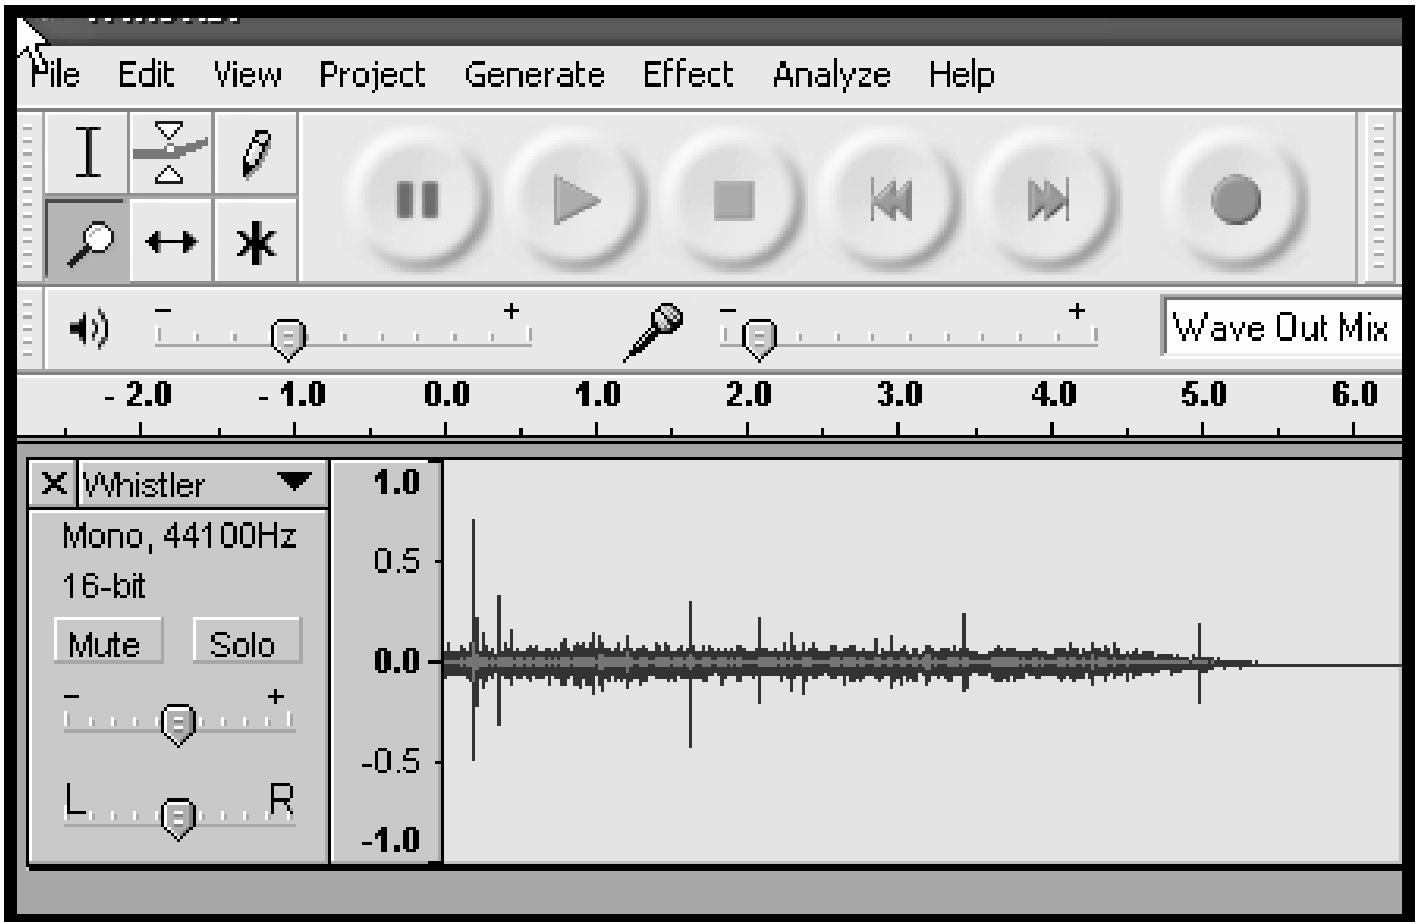 File Edit View Project Generate Effect Analyze Help
- + - + Wave Out Mix
- 2.0 - 1.0 0.0 1.0 2.0 3.0 4.0 5.0 6.0
X Whistler
Mono, 44100Hz
16-bit
Mute Solo
- +
L R
1.0
0.5
0.0
-0.5
-1.0